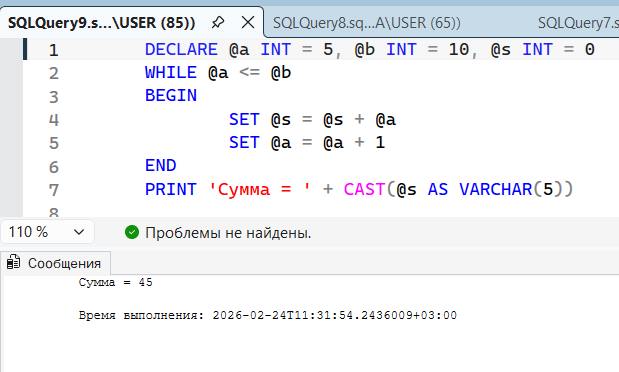 SQLQuery9.s...\USER (85)) SQLQuery8.sq...A\USER (65)) SQLQuery7.s
1 DECLARE @a INT = 5, @b INT = 10, @s INT = 0
2 WHILE @a <= @b
3 BEGIN
4 SET @s = @s + @a
5 SET @a = @a + 1
6 END
7 PRINT 'Сумма = ' + CAST(@s AS VARCHAR(5))
8
110 % Проблемы не найдены.
Сообщения
Сумма = 45
Время выполнения: 2026-02-24T11:31:54.2436009+03:00